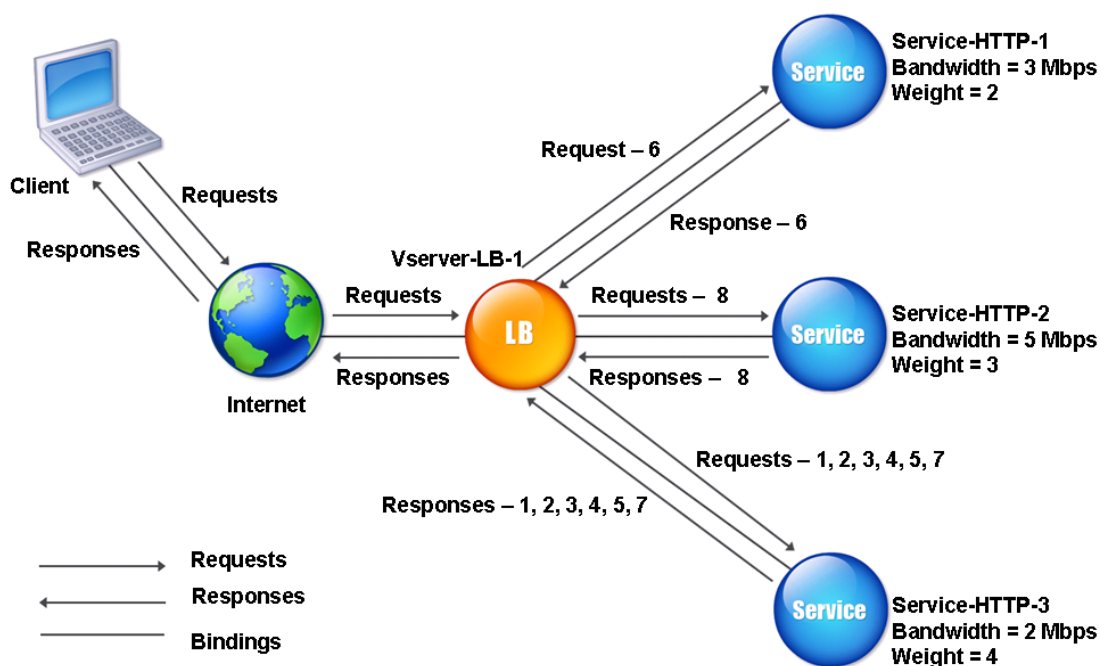 Service-HTTP-1
Bandwidth = 3 Mbps
Weight = 2
Service
Request – 6
Client
Requests
Responses
Response – 6
Vserver-LB-1
Requests
Requests – 8
LB
Service
Service-HTTP-2
Bandwidth = 5 Mbps
Weight = 3
Responses
Responses – 8
Internet
Requests – 1, 2, 3, 4, 5, 7
Responses – 1, 2, 3, 4, 5, 7
Requests
Responses
Bindings
Service
Service-HTTP-3
Bandwidth = 2 Mbps
Weight = 4